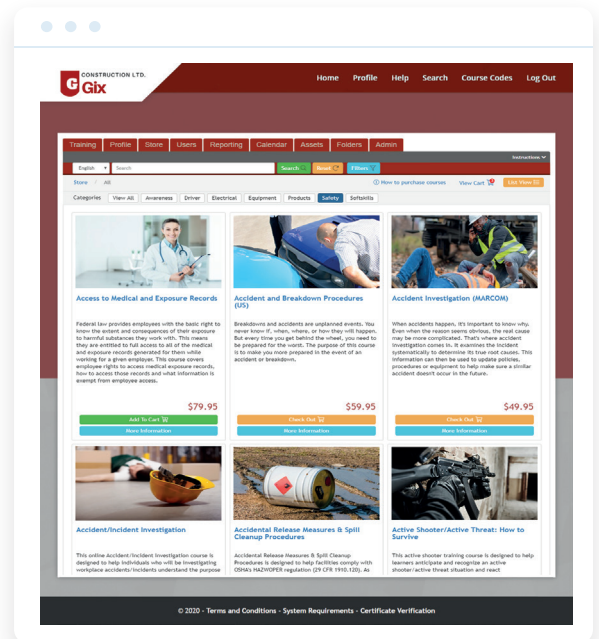 CONSTRUCTION LTD.
Gix
Home Profile Help Search Course Codes Log Out
Training Profile Store Users Reporting Calendar Assets Folders Admin
Instructions
English Search Search Reset Filters
Store / All How to purchase courses View Cart List View
Categories View All Awareness Driver Electrical Equipment Products Safety Softskills
Access to Medical and Exposure Records
Federal law provides employees with the basic right to
know the extent and consequences of their exposure
to harmful substances they work with. This means
they are entitled to full access to all of the medical
and exposure records generated for them while
working for a given employer. This course covers
employee rights to access medical exposure records,
how to access those records and what information is
exempt from employee access.
$79.95
Add To Cart
More Information
Accident and Breakdown Procedures
(US)
Breakdowns and accidents are unplanned events. You
never know if, when, where, or how they will happen.
But every time you get behind the wheel, you need to
be prepared for the worst. The purpose of this course
is to make you more prepared in the event of an
accident or breakdown.
$59.95
Check Out
More Information
Accident Investigation (MARCOM)
When accidents happen, it's important to know why.
Even when the reason seems obvious, the real cause
may be more complicated. That's where accident
investigation comes in. It examines the incident
systematically to determine its true root causes. This
information can then be used to update policies,
procedures or equipment to help make sure a similar
accident doesn't occur in the future.
$49.95
Check Out
More Information
Accident/Incident Investigation
This online Accident/Incident Investigation course is
designed to help individuals who will be investigating
workplace accidents/incidents understand the purpose
Accidental Release Measures & Spill
Cleanup Procedures
Accidental Release Measures & Spill Cleanup
Procedures is designed to help facilities comply with
OSHA's HAZWOPER regulation (29 CFR 1910.120). As
Active Shooter/Active Threat: How to
Survive
This active shooter training course is designed to help
learners anticipate and recognize an active
shooter/active threat situation and react
© 2020 - Terms and Conditions - System Requirements - Certificate Verification